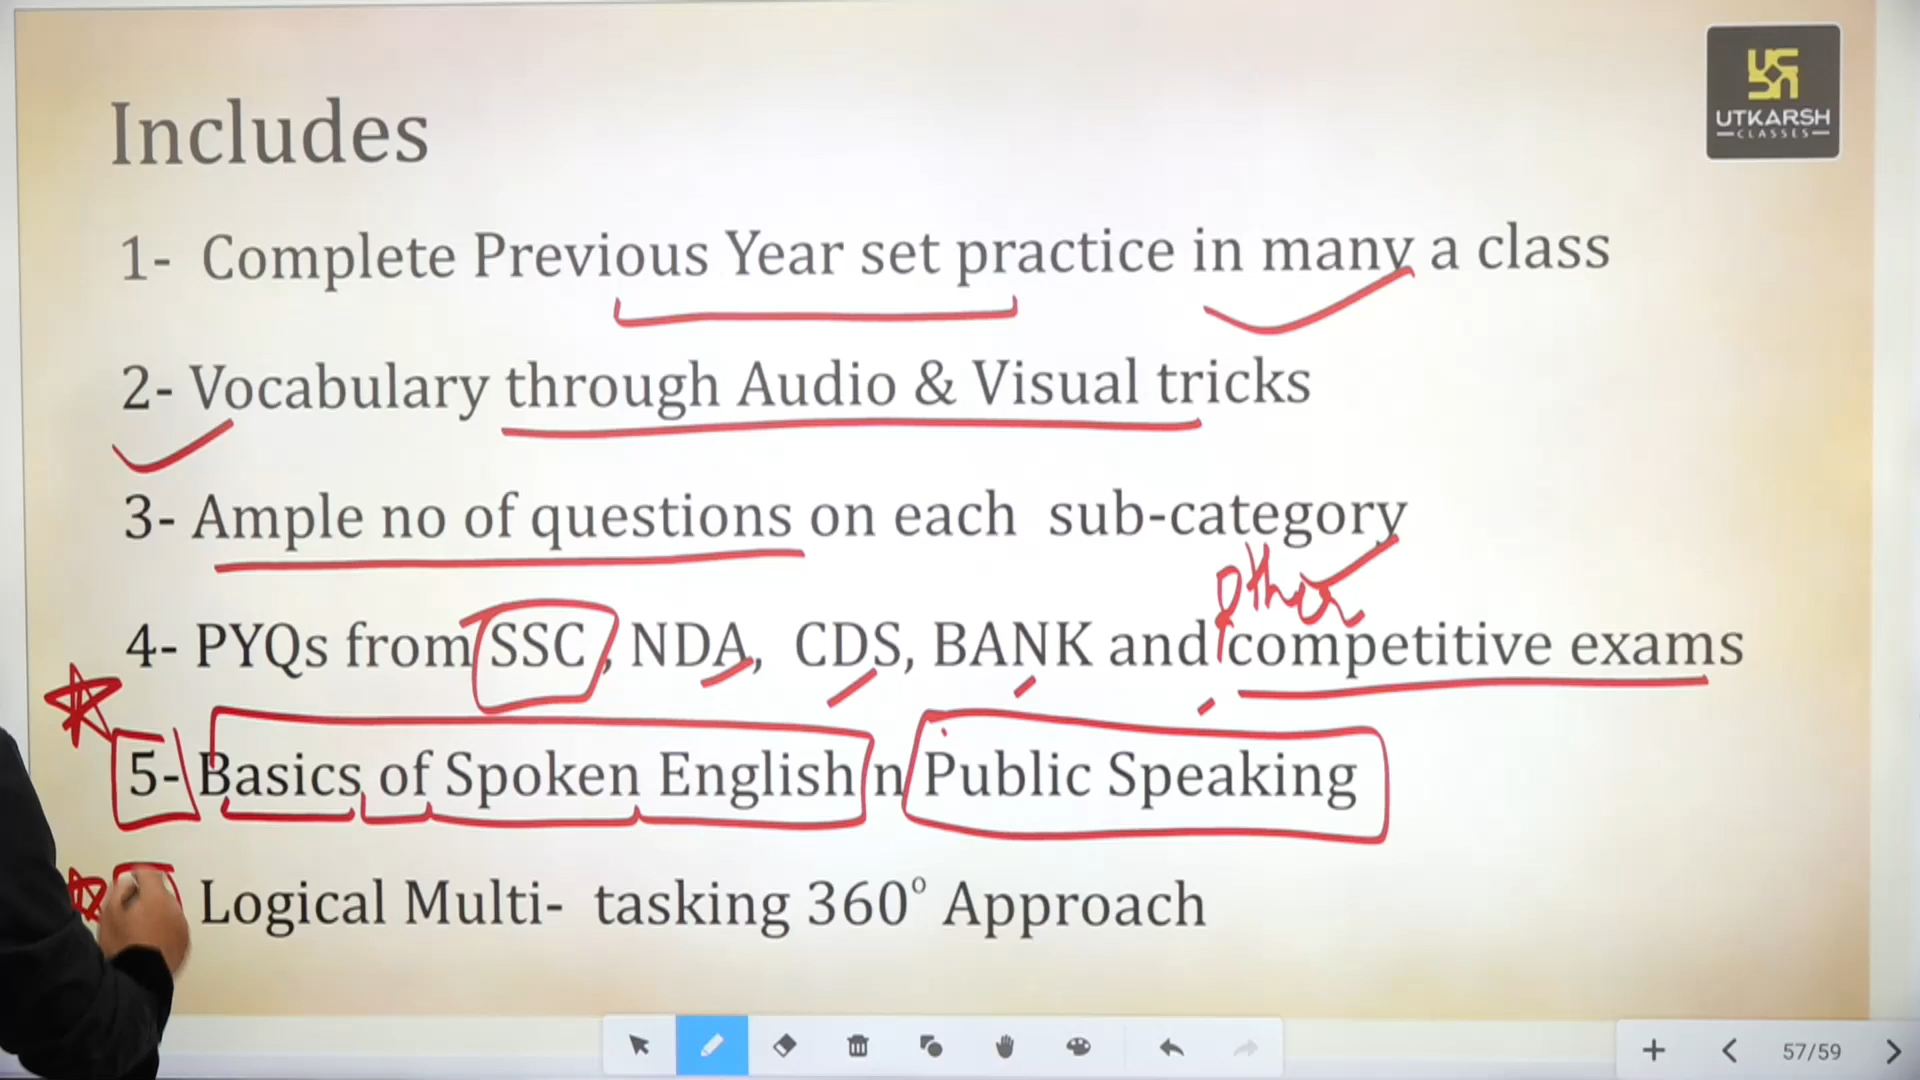 Includes
UTKARSH
CLASSES
1- Complete Previous Year set practice in many a class
2- Vocabulary through Audio & Visual tricks
3- Ample no of questions on each sub-category
other
4- PYQs from SSC, NDA, CDS, BANK and competitive exams
5- Basics of Spoken English n Public Speaking
Logical Multi- tasking 360° Approach
57/59